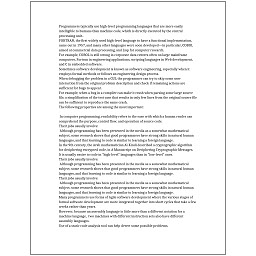 Programmers typically use high-level programming languages that are more easily
intelligible to humans than machine code, which is directly executed by the central
processing unit.
FORTRAN, the first widely used high-level language to have a functional implementation,
came out in 1957, and many other languages were soon developed—in particular, COBOL
aimed at commercial data processing, and Lisp for computer research.
For example, COBOL is still strong in corporate data centers often on large mainframe
computers, Fortran in engineering applications, scripting languages in Web development,
and C in embedded software.
Sometimes software development is known as software engineering, especially when it
employs formal methods or follows an engineering design process.
When debugging the problem in a GUI, the programmer can try to skip some user
interaction from the original problem description and check if remaining actions are
sufficient for bugs to appear.
For example, when a bug in a compiler can make it crash when parsing some large source
file, a simplification of the test case that results in only few lines from the original source file
can be sufficient to reproduce the same crash.
The following properties are among the most important:

In computer programming, readability refers to the ease with which a human reader can
comprehend the purpose, control flow, and operation of source code.
Their jobs usually involve:
Although programming has been presented in the media as a somewhat mathematical
subject, some research shows that good programmers have strong skills in natural human
languages, and that learning to code is similar to learning a foreign language.
In the 9th century, the Arab mathematician Al-Kindi described a cryptographic algorithm
for deciphering encrypted code, in A Manuscript on Deciphering Cryptographic Messages.
It is usually easier to code in "high-level" languages than in "low-level" ones.
Their jobs usually involve:
Although programming has been presented in the media as a somewhat mathematical
subject, some research shows that good programmers have strong skills in natural human
languages, and that learning to code is similar to learning a foreign language.
Their jobs usually involve:
Although programming has been presented in the media as a somewhat mathematical
subject, some research shows that good programmers have strong skills in natural human
languages, and that learning to code is similar to learning a foreign language.
Many programmers use forms of Agile software development where the various stages of
formal software development are more integrated together into short cycles that take a few
weeks rather than years.
However, because an assembly language is little more than a different notation for a
machine language, two machines with different instruction sets also have different
assembly languages.
Use of a static code analysis tool can help detect some possible problems.